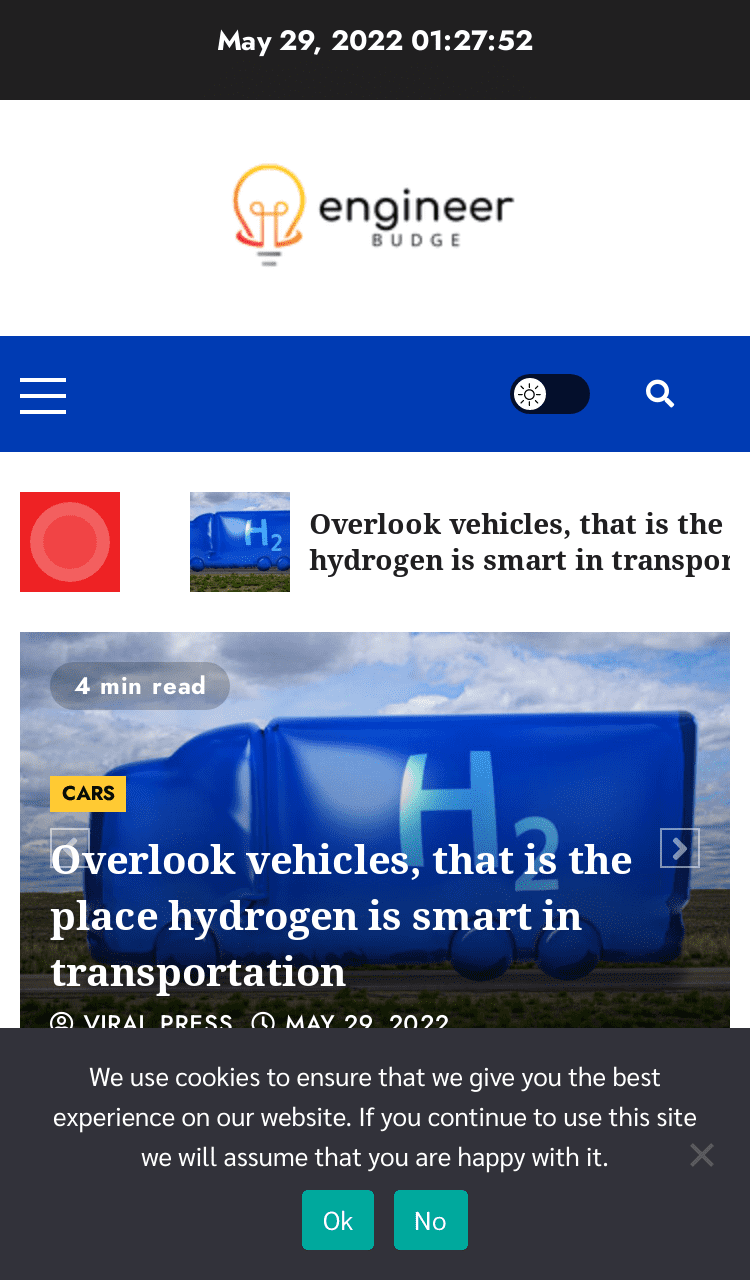 May 29, 2022 01:27:52
engineer
BUDGE
H2
Overlook vehicles, that is the
hydrogen is smart in transpor
4 min read
H2
CARS
Overlook vehicles, that is the
place hydrogen is smart in
transportation
VIRAL PRESS MAY 29, 2022
We use cookies to ensure that we give you the best
experience on our website. If you continue to use this site
we will assume that you are happy with it.
Ok No